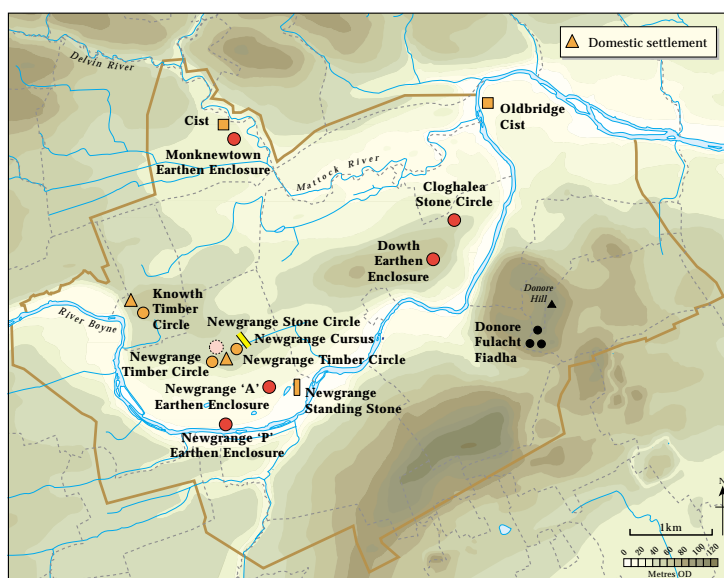 Domestic settlement
Delvin River
Cist
Monknewtown
Earthen Enclosure
Mattock River
Oldbridge
Cist
Cloghalea
Stone Circle
Dowth
Earthen
Enclosure
Donore
Hill
Donore
Fulacht
Fiadha
Knowth
Timber
Circle
River Boyne
Newgrange Stone Circle
Newgrange Cursus
Newgrange
Timber Circle
Newgrange Timber Circle
Newgrange 'A'
Earthen Enclosure
Newgrange
Standing Stone
Newgrange 'P'
Earthen Enclosure
N
1km
0 20 40 60 80 100 120
Metres OD